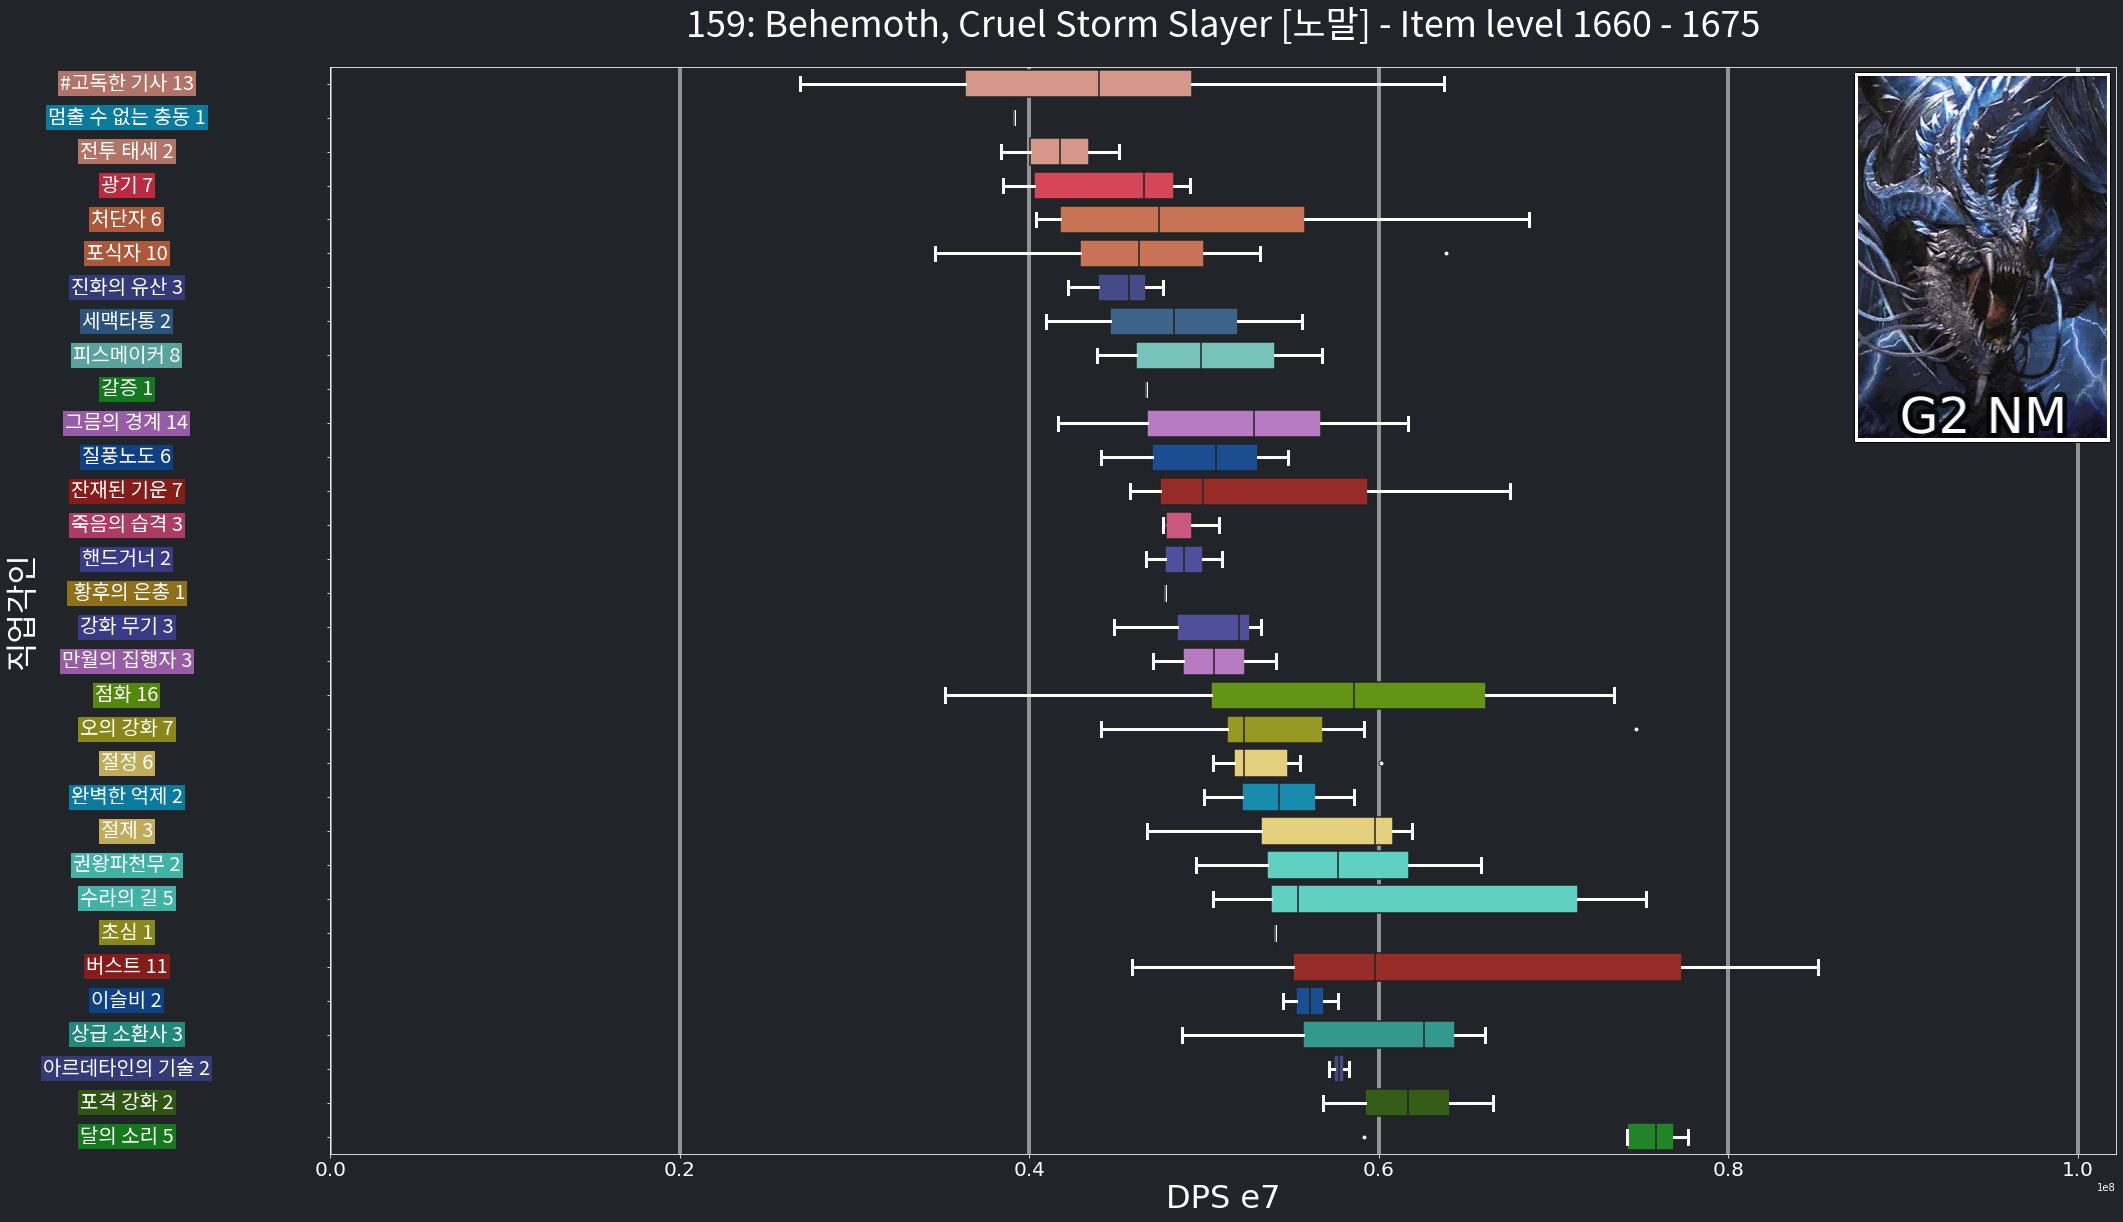 159: Behemoth, Cruel Storm Slayer [노말] - Item level 1660 - 1675
직업각인
#고독한 기사 13
멈출 수 없는 충동 1
전투 태세 2
광기 7
처단자 6
포식자 10
진화의 유산 3
세맥타통 2
피스메이커 8
갈증 1
그믐의 경계 14
질풍노도 6
잔재된 기운 7
죽음의 습격 3
핸드거너 2
황후의 은총 1
강화 무기 3
만월의 집행자 3
점화 16
오의 강화 7
절정 6
완벽한 억제 2
절제 3
권왕파천무 2
수라의 길 5
초심 1
버스트 11
이슬비 2
상급 소환사 3
아르데타인의 기술 2
포격 강화 2
달의 소리 5
G2 NM
0.0 0.2 0.4 0.6 0.8 1.0
1e8
DPS e7